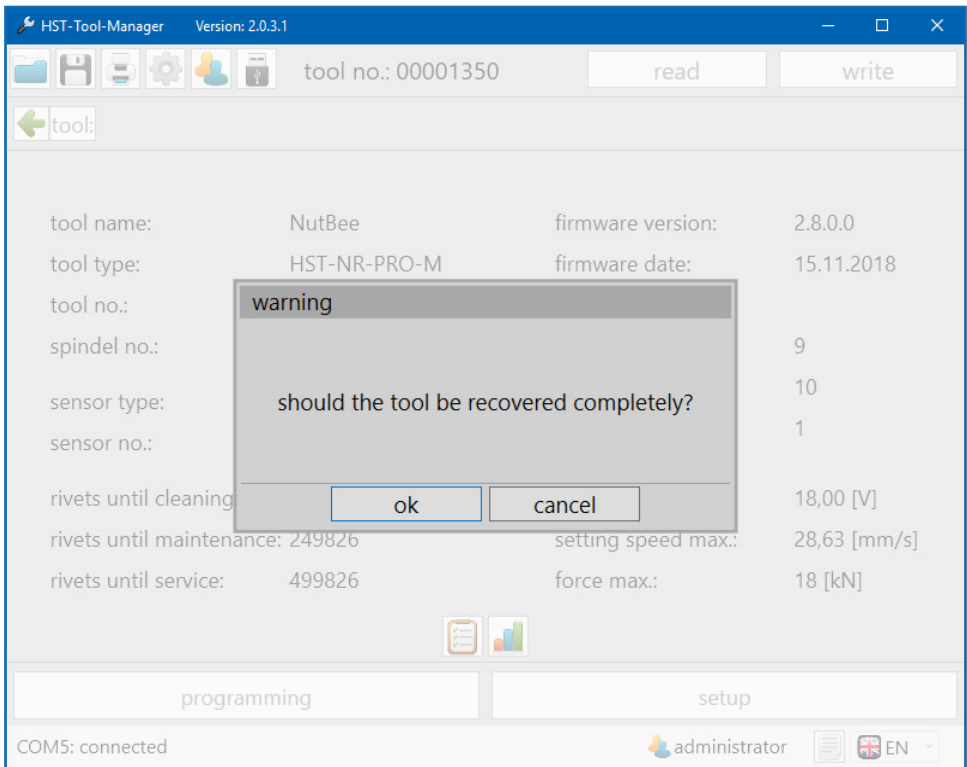 HST-Tool-Manager Version: 2.0.3.1
tool no.: 00001350 read write
tool:
tool name: NutBee firmware version: 2.8.0.0
tool type: HST-NR-PRO-M firmware date: 15.11.2018
tool no.:
warning
spindel no.: 9
sensor type: 10
should the tool be recovered completely?
sensor no.: 1
rivets until cleaning 18,00 [V]
ok cancel
rivets until maintenance: 249826 setting speed max.: 28,63 [mm/s]
rivets until service: 499826 force max.: 18 [kN]
programming setup
COM5: connected administrator EN